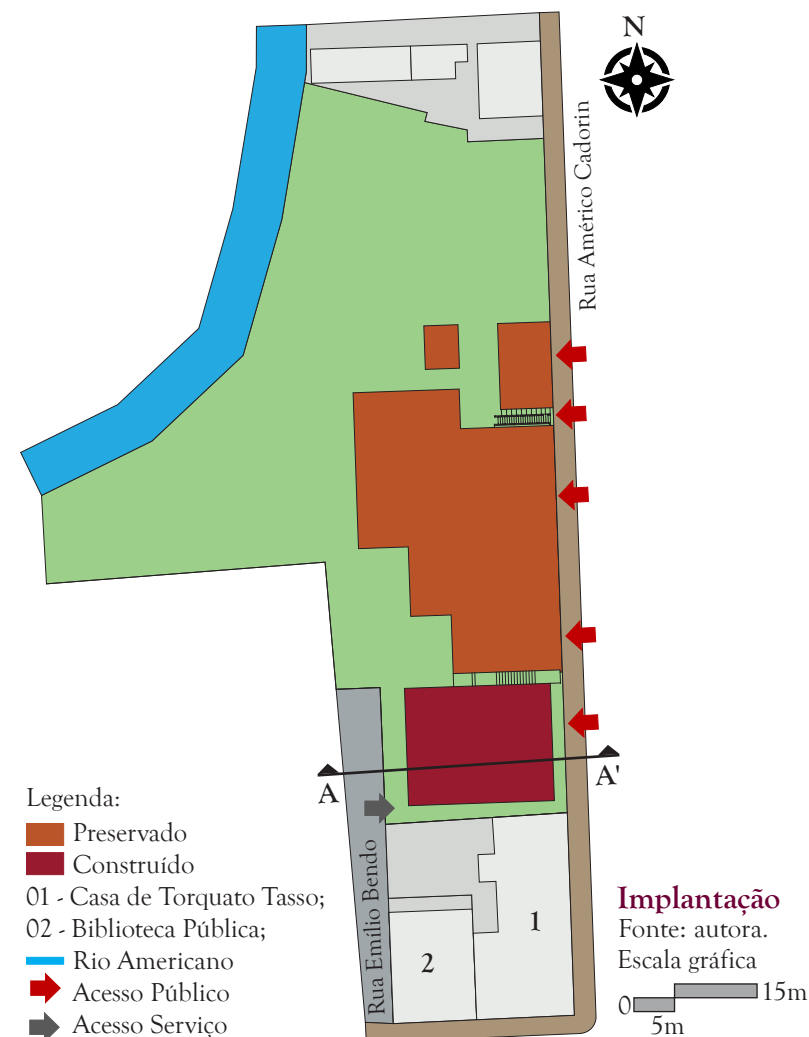 N
Rua Américo Cadorin
A
A'
Rua Emílio Bendo
1
2
Legenda:
Preservado
Construído
01 - Casa de Torquato Tasso;
02 - Biblioteca Pública;
Rio Americano
Acesso Público
Acesso Serviço
Implantação
Fonte: autora.
Escala gráfica
0
15m
5m